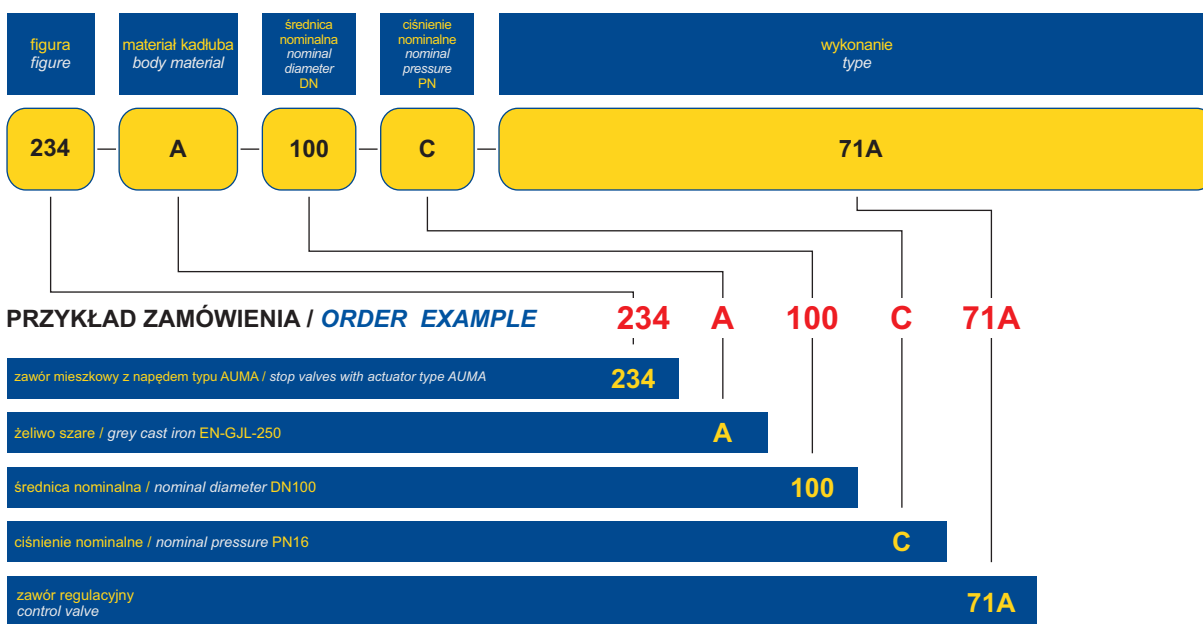 figura
figure
materiał kadłuba
body material
średnica
nominalna
nominal
diameter
DN
ciśnienie
nominalne
nominal
pressure
PN
wykonanie
type
234
A
100
C
71A
PRZYKŁAD ZAMÓWIENIA / ORDER EXAMPLE
234 A 100 C 71A
zawór mieszkowy z napędem typu AUMA / stop valves with actuator type AUMA 234
żeliwo szare / grey cast iron EN-GJL-250 A
średnica nominalna / nominal diameter DN100 100
ciśnienie nominalne / nominal pressure PN16 C
zawór regulacyjny
control valve
71A